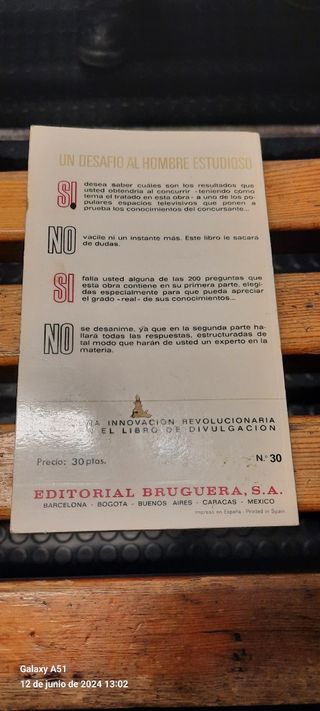 UN DESAFIO AL HOMBRE ESTUDIOSO
SI desea saber cuáles son los resultados que
usted obtendría al concurrir -teniendo como
tema el tratado en esta obra- a uno de los po-
pulares espacios televisivos que ponen a
prueba los conocimientos del concursante...
NO vacile ni un instante más. Este libro le sacará
de dudas.
SI falla usted alguna de las 200 preguntas que
esta obra contiene en su primera parte, elegi-
das especialmente para que pueda apreciar
el grado -real- de sus conocimientos...
NO se desanime, ya que en la segunda parte ha-
llará todas las respuestas, estructuradas de
tal modo que harán de usted un experto en la
materia.
INNOVACION REVOLUCIONARIA
EL LIBRO DE DIVULGACION
Precio: 30 ptas.
N.º 30
EDITORIAL BRUGUERA, S.A.
BARCELONA - BOGOTA - BUENOS AIRES - CARACAS - MEXICO
Impreso en España - Printed in Spain
Galaxy A51
12 de junio de 2024 13:02